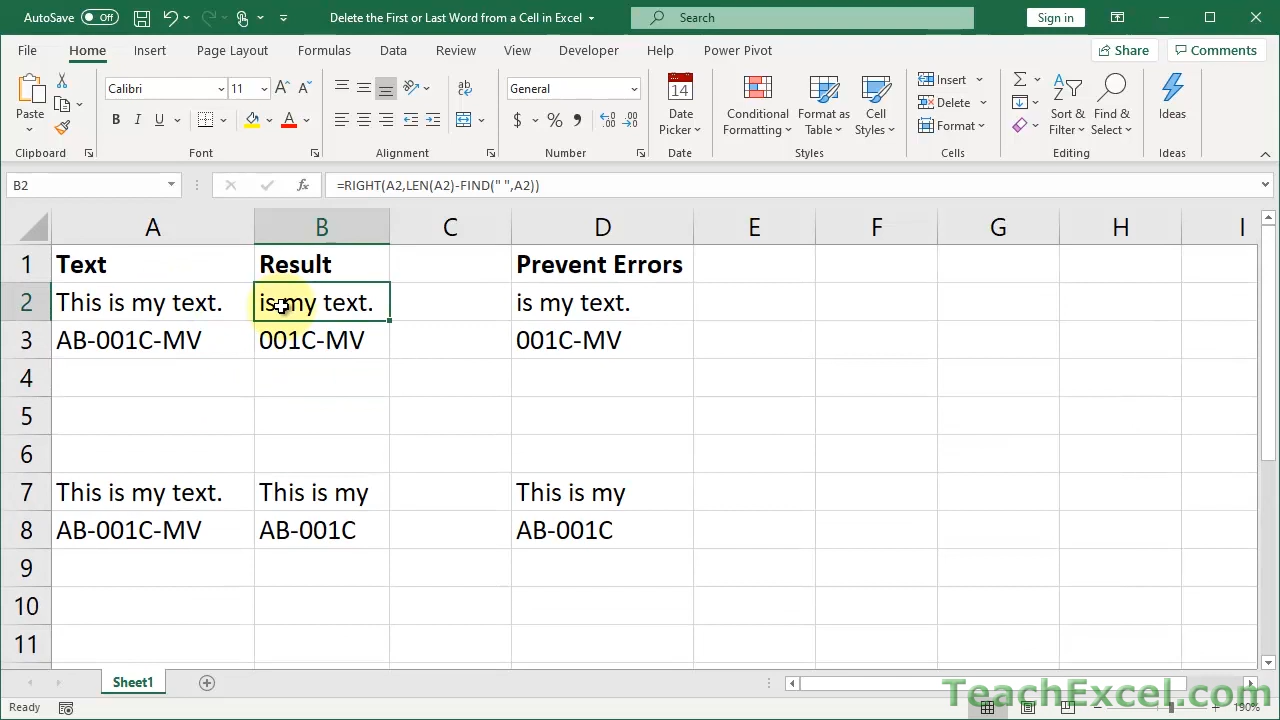 AutoSave Off Delete the First or Last Word from a Cell in Excel Search Sign in
File Home Insert Page Layout Formulas Data Review View Developer Help Power Pivot Share Comments
Paste
Clipboard
Calibri
B I U A
Font
ab
Alignment
General
$ % ,
Number
14
Date
Picker
Date
Conditional
Formatting
Format as
Table
Cell
Styles
Styles
Insert
Delete
Format
Cells
Sort &
Filter
Find &
Select
Editing
Ideas
Ideas
B2 fx =RIGHT(A2,LEN(A2)-FIND(" ",A2))
A B C D E F G H I
1 Text Result Prevent Errors
2 This is my text. is my text. is my text.
3 AB-001C-MV 001C-MV 001C-MV
4
5
6
7 This is my text. This is my This is my
8 AB-001C-MV AB-001C AB-001C
9
10
11
Sheet1
Ready 190%
TeachExcel.com